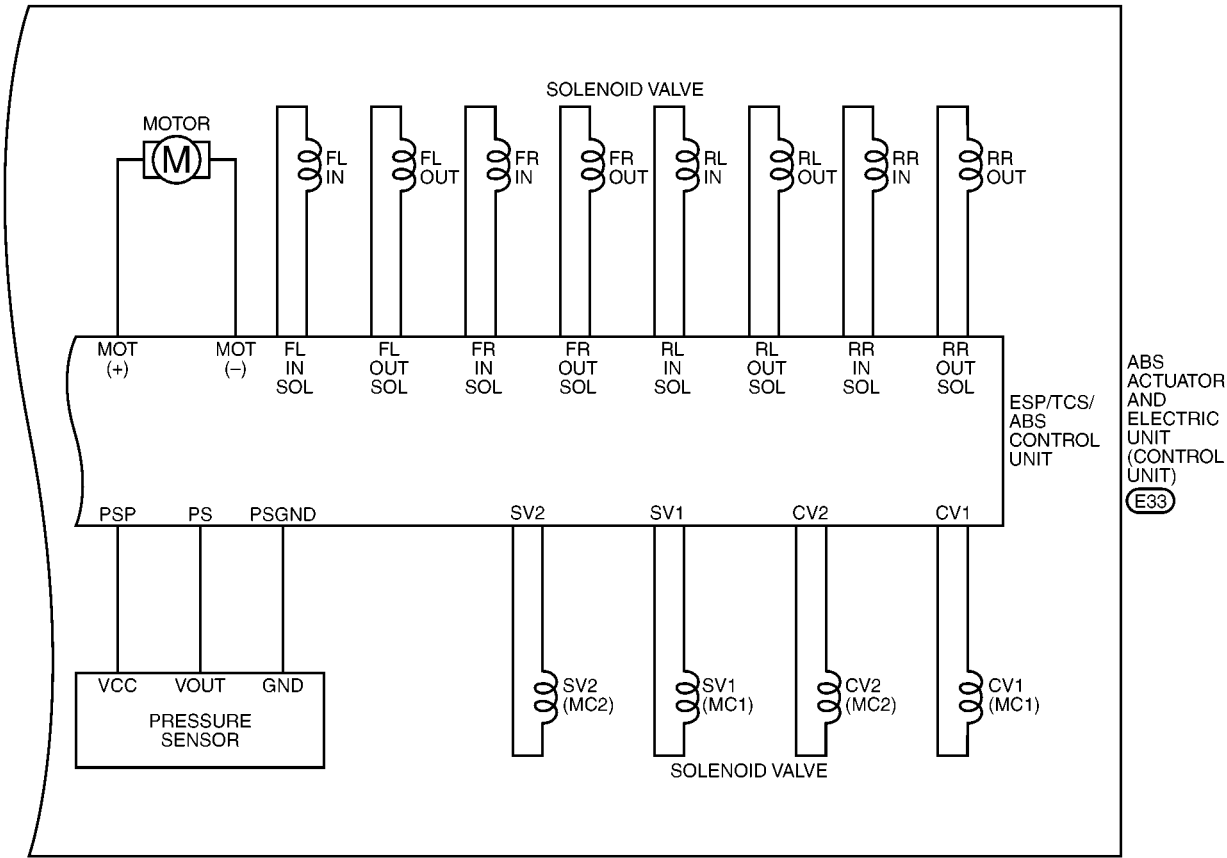 SOLENOID VALVE
MOTOR
M
FL
IN
FL
OUT
FR
IN
FR
OUT
RL
IN
RL
OUT
RR
IN
RR
OUT
MOT
(+)
MOT
(–)
FL
IN
SOL
FL
OUT
SOL
FR
IN
SOL
FR
OUT
SOL
RL
IN
SOL
RL
OUT
SOL
RR
IN
SOL
RR
OUT
SOL
ESP/TCS/
ABS
CONTROL
UNIT
ABS
ACTUATOR
AND
ELECTRIC
UNIT
(CONTROL
UNIT)
E33
PSP
PS
PSGND
SV2
SV1
CV2
CV1
VCC
VOUT
GND
PRESSURE
SENSOR
SV2
(MC2)
SV1
(MC1)
CV2
(MC2)
CV1
(MC1)
SOLENOID VALVE